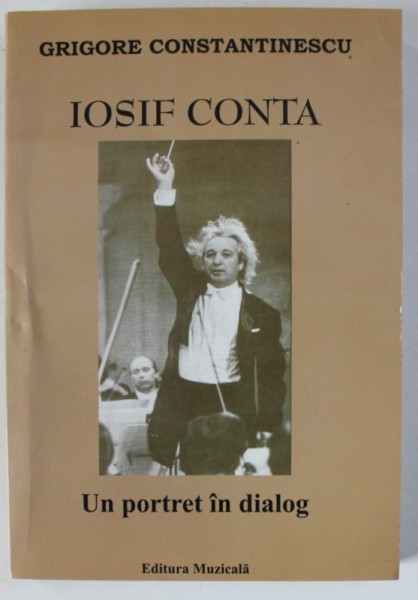 GRIGORE CONSTANTINESCU
IOSIF CONTA
Un portret în dialog
Editura Muzicală